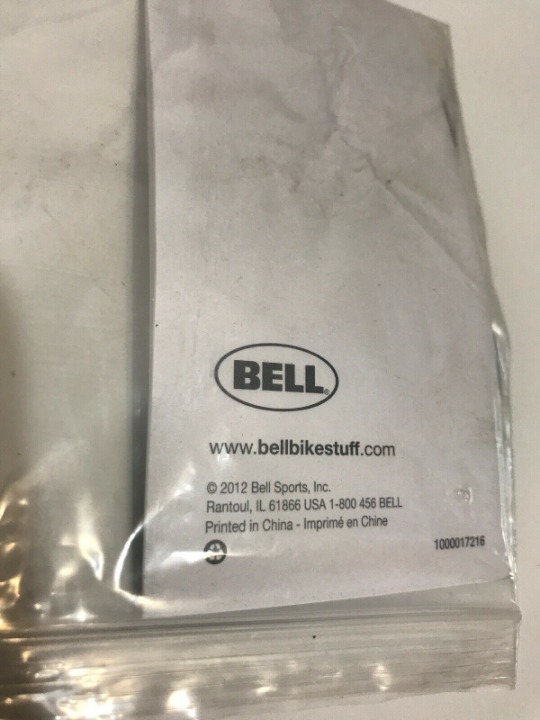 BELL®
www.bellbikestuff.com
© 2012 Bell Sports, Inc.
Rantoul, IL 61866 USA 1-800 456 BELL
Printed in China - Imprimé en Chine
1000017216